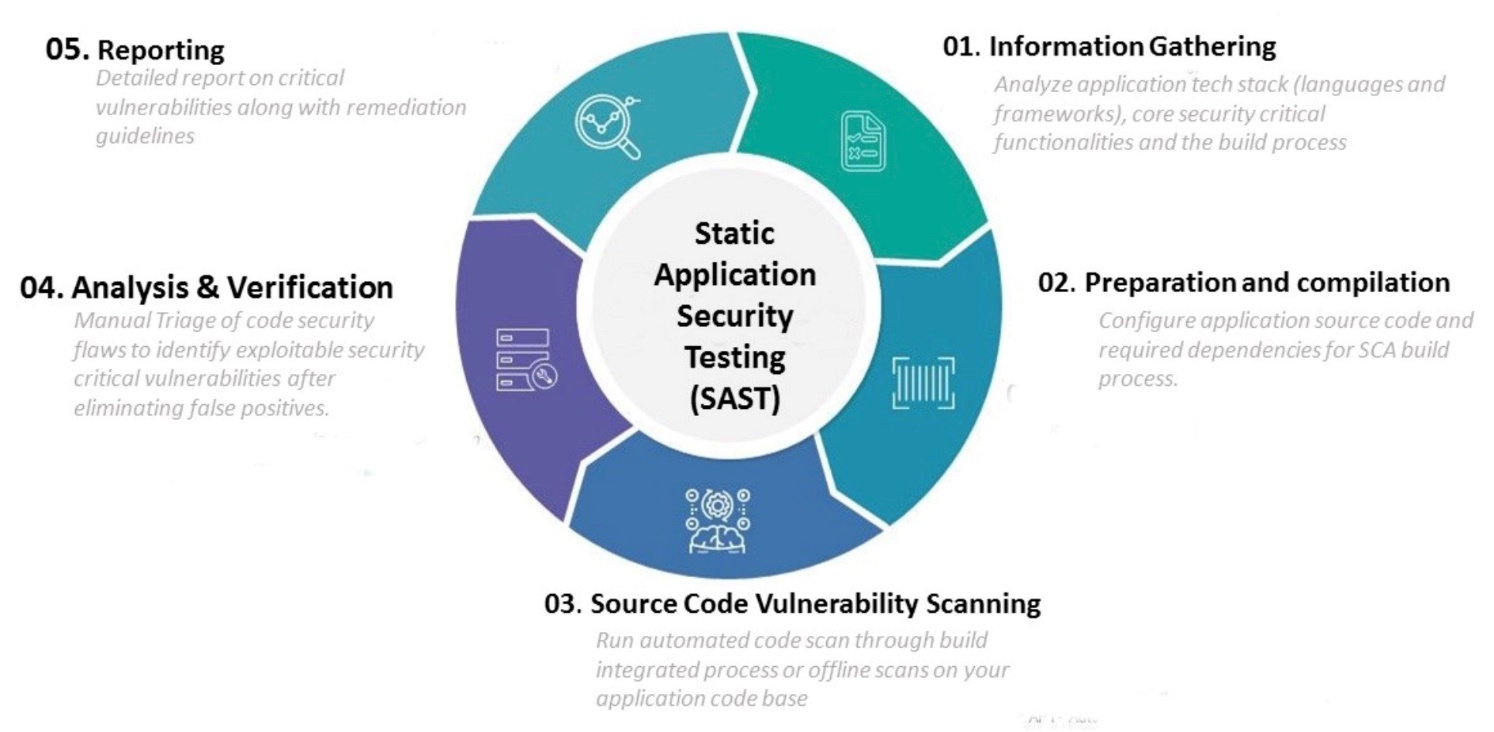 05. Reporting
Detailed report on critical
vulnerabilities along with remediation
guidelines
01. Information Gathering
Analyze application tech stack (languages and
frameworks), core security critical
functionalities and the build process
Static
Application
Security
Testing
(SAST)
04. Analysis & Verification
Manual Triage of code security
flaws to identify exploitable security
critical vulnerabilities after
eliminating false positives.
02. Preparation and compilation
Configure application source code and
required dependencies for SCA build
process.
03. Source Code Vulnerability Scanning
Run automated code scan through build
integrated process or offline scans on your
application code base